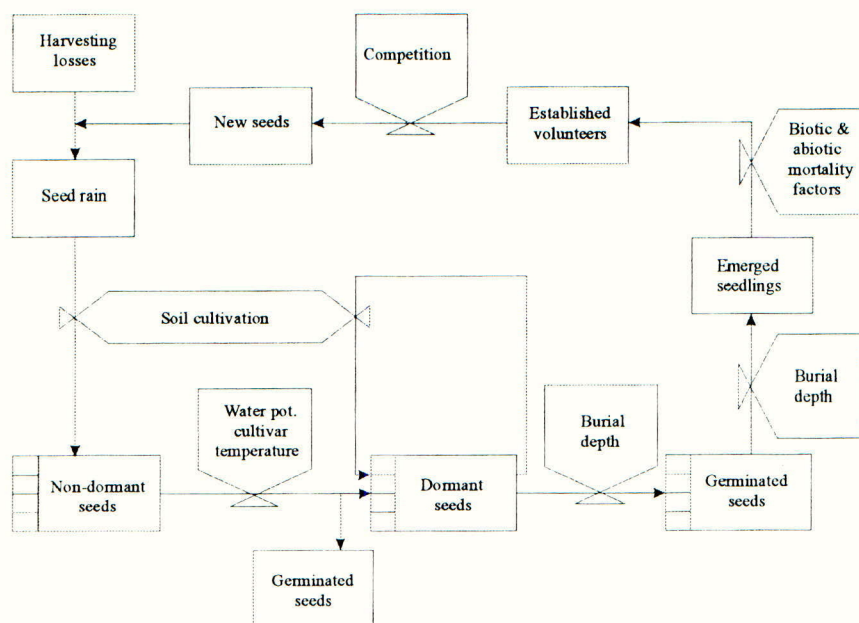 Harvesting
losses
Competition
New seeds
Established
volunteers
Biotic &
abiotic
mortality
factors
Seed rain
Emerged
seedlings
Soil cultivation
Water pot.
cultivar
temperature
Burial
depth
Burial
depth
Non-dormant
seeds
Dormant
seeds
Germinated
seeds
Germinated
seeds